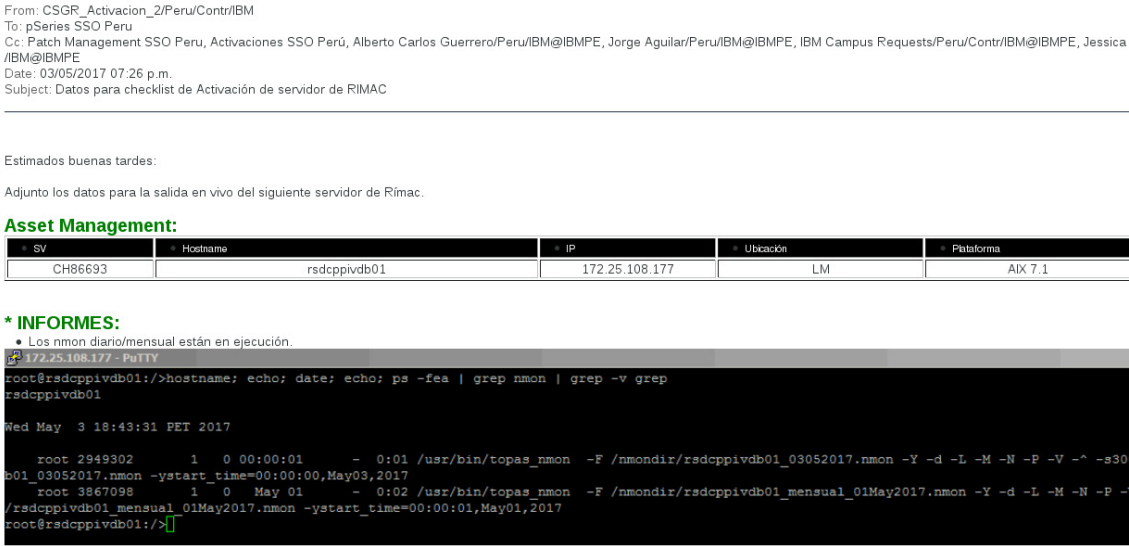 From: CSGR_Activacion_2/Peru/Contr/IBM
To: pSeries SSO Peru
Cc: Patch Management SSO Peru, Activaciones SSO Perú, Alberto Carlos Guerrero/Peru/IBM@IBMPE, Jorge Aguilar/Peru/IBM@IBMPE, IBM Campus Requests/Peru/Contr/IBM@IBMPE, Jessica
/IBM@IBMPE
Date: 03/05/2017 07:26 p.m.
Subject: Datos para checklist de Activación de servidor de RIMAC
Estimados buenas tardes:
Adjunto los datos para la salida en vivo del siguiente servidor de Rímac.
Asset Management:
SV Hostname IP Ubicación Plataforma
CH86693 rsdcppivdb01 172.25.108.177 LM AIX 7.1
* INFORMES:
• Los nmon diario/mensual están en ejecución.
172.25.108.177 - PuTTY
root@rsdcppivdb01:/>hostname; echo; date; echo; ps -fea | grep nmon | grep -v grep
rsdcppivdb01
Wed May 3 18:43:31 PET 2017
root 2949302 1 0 00:00:01 - 0:01 /usr/bin/topas_nmon -F /nmondir/rsdcppivdb01_03052017.nmon -Y -d -L -M -N -P -V -^ -s30
b01_03052017.nmon -ystart_time=00:00:00,May03,2017
root 3867098 1 0 May 01 - 0:02 /usr/bin/topas_nmon -F /nmondir/rsdcppivdb01_mensual_01May2017.nmon -Y -d -L -M -N -P -V
/rsdcppivdb01_mensual_01May2017.nmon -ystart_time=00:00:01,May01,2017
root@rsdcppivdb01:/>